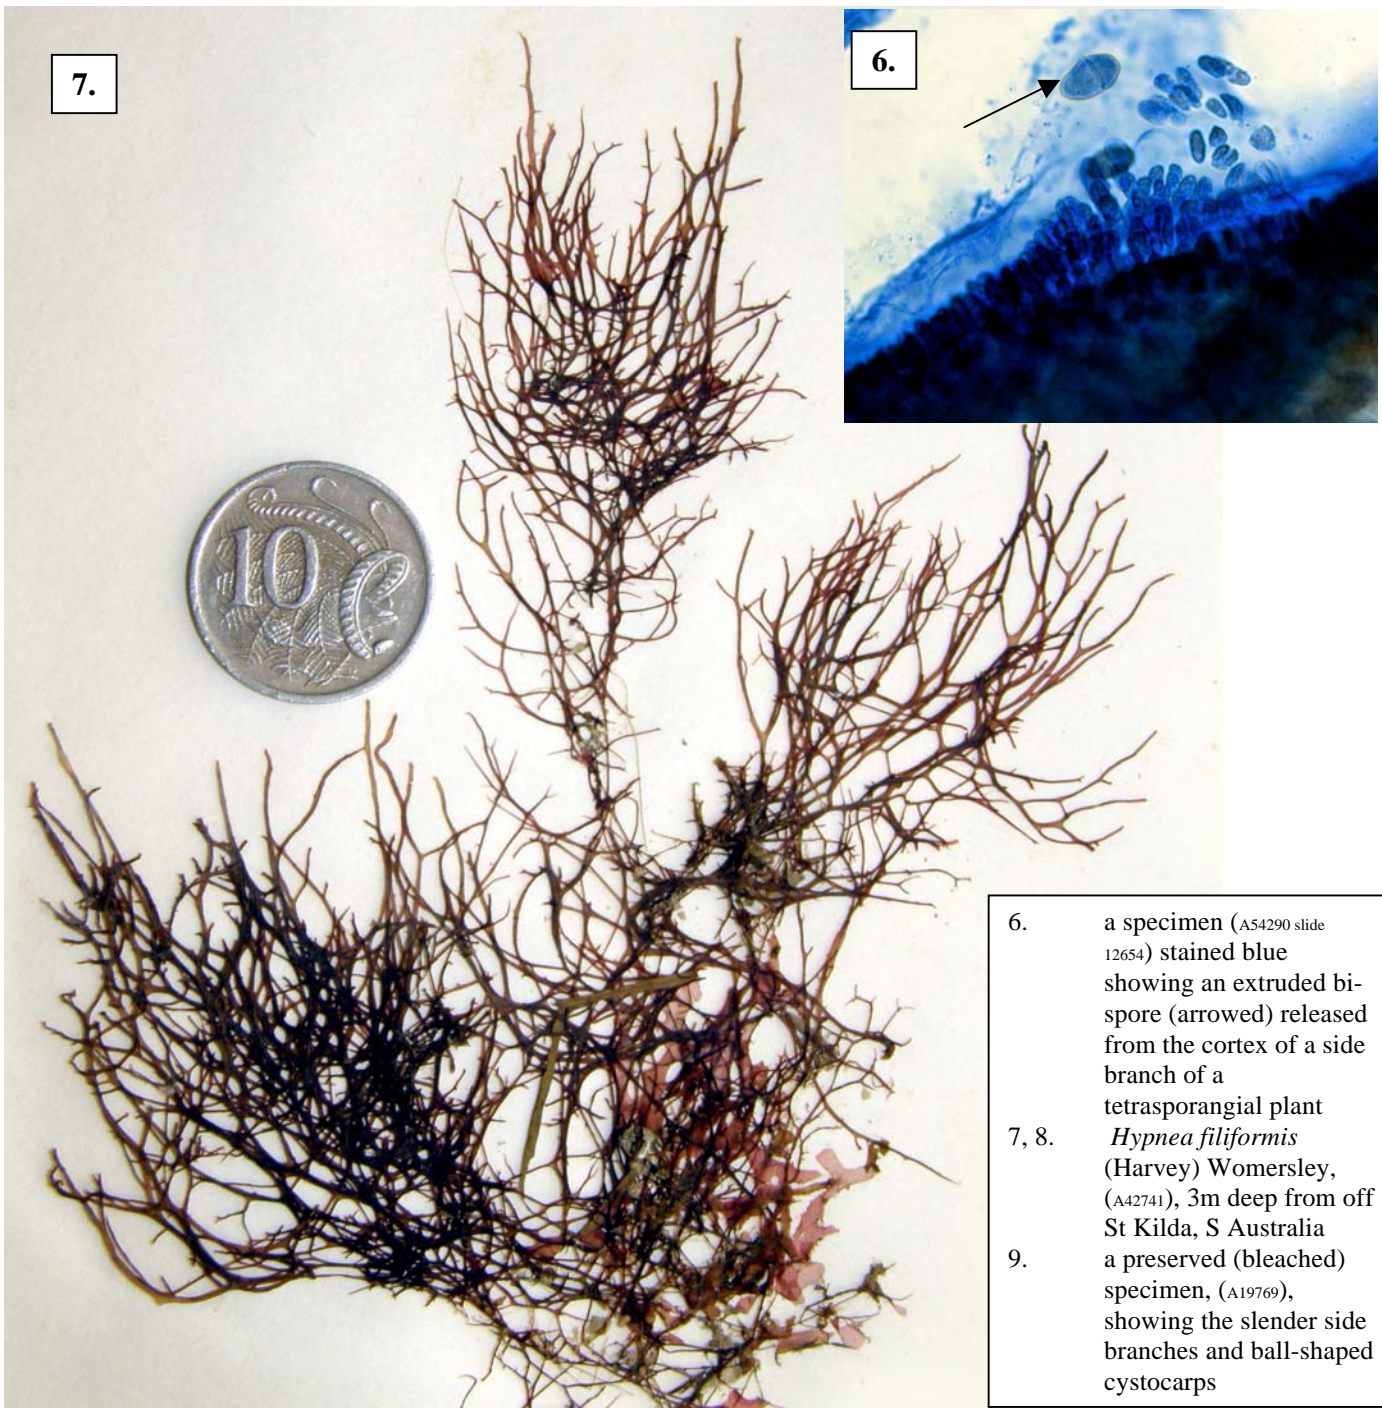 7.
6.
10
6. a specimen (A54290 slide
12654) stained blue
showing an extruded bi-
spore (arrowed) released
from the cortex of a side
branch of a
tetrasporangial plant
7, 8. Hypnea filiformis
(Harvey) Womersley,
(A42741), 3m deep from off
St Kilda, S Australia
9. a preserved (bleached)
specimen, (A19769),
showing the slender side
branches and ball-shaped
cystocarps